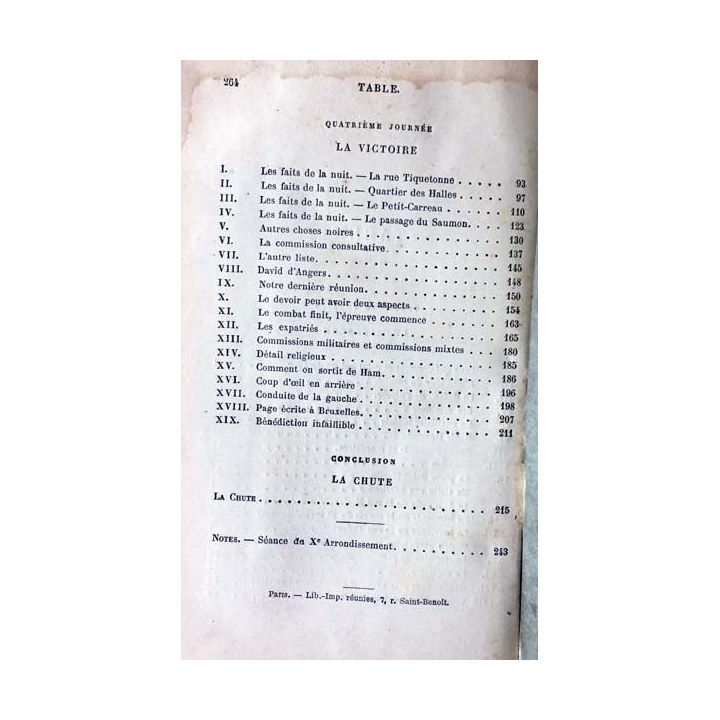 264 TABLE.
QUATRIÈME JOURNÉE
LA VICTOIRE
I. Les faits de la nuit. — La rue Tiquetonne . . . . . 93
II. Les faits de la nuit. — Quartier des Halles . . . . . 97
III. Les faits de la nuit. — Le Petit-Carreau . . . . . . 110
IV. Les faits de la nuit. — Le passage du Saumon. . . . . 123
V. Autres choses noires . . . . . . . . . . . . . . . 130
VI. La commission consultative. . . . . . . . . . . . 137
VII. L'autre liste. . . . . . . . . . . . . . . . . . . 145
VIII. David d'Angers. . . . . . . . . . . . . . . . . . 148
IX. Notre dernière réunion. . . . . . . . . . . . . . 150
X. Le devoir peut avoir deux aspects . . . . . . . . . 154
XI. Le combat finit, l'épreuve commence . . . . . . . . 163
XII. Les expatriés . . . . . . . . . . . . . . . . . . 165
XIII. Commissions militaires et commissions mixtes . . . 180
XIV. Détail religieux . . . . . . . . . . . . . . . . . 185
XV. Comment on sortit de Ham. . . . . . . . . . . . . 186
XVI. Coup d'œil en arrière . . . . . . . . . . . . . . 196
XVII. Conduite de la gauche . . . . . . . . . . . . . . 198
XVIII. Page écrite à Bruxelles. . . . . . . . . . . . . 207
XIX. Bénédiction infaillible . . . . . . . . . . . . . 211
CONCLUSION
LA CHUTE
LA CHUTE . . . . . . . . . . . . . . . . . . . . . . 215
NOTES. — Séance du Xe Arrondissement. . . . . . . . . . 243
Paris. — Lib.-Imp. réunies, 7, r. Saint-Benoît.